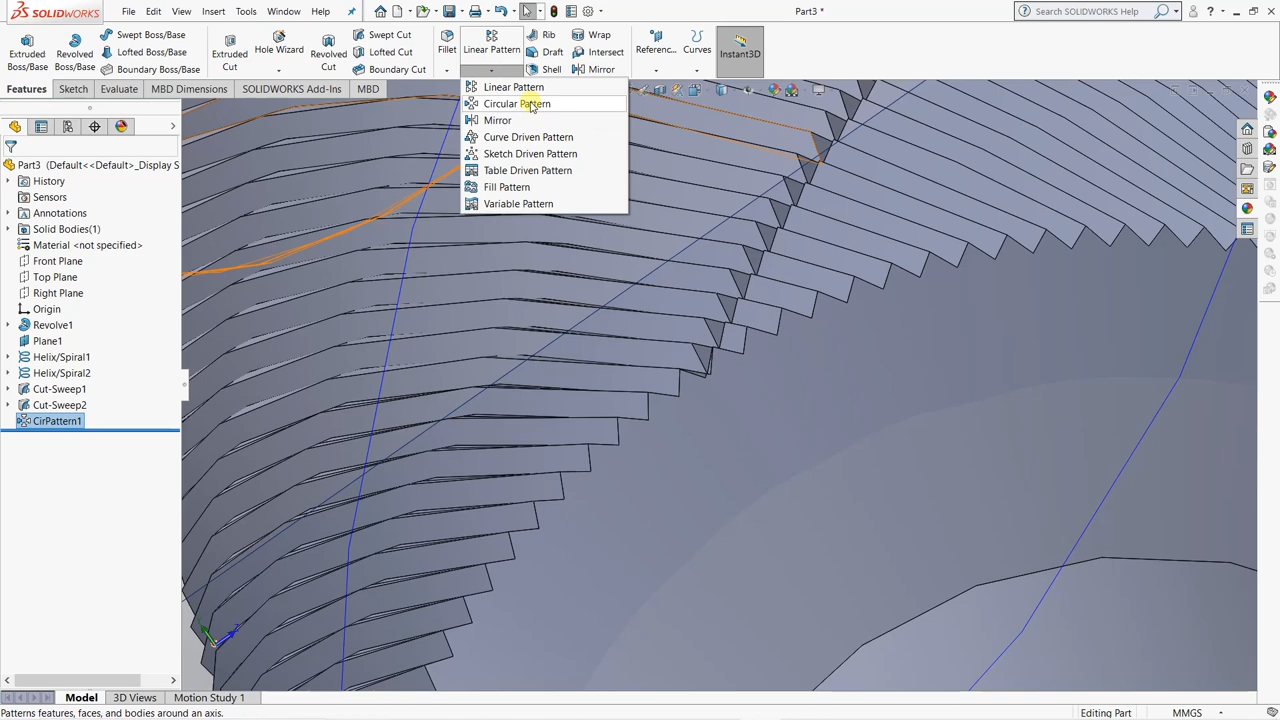 SOLIDWORKS
File Edit View Insert Tools Window Help
Part3 *
Search SOLIDWORKS Help
Extruded Boss/Base
Revolved Boss/Base
Swept Boss/Base
Lofted Boss/Base
Boundary Boss/Base
Extruded Cut
Hole Wizard
Revolved Cut
Swept Cut
Lofted Cut
Boundary Cut
Fillet
Linear Pattern
Rib
Draft
Shell
Wrap
Intersect
Mirror
Referenc...
Curves
Instant3D
Features Sketch Evaluate MBD Dimensions SOLIDWORKS Add-Ins MBD
Linear Pattern
Circular Pattern
Mirror
Curve Driven Pattern
Sketch Driven Pattern
Table Driven Pattern
Fill Pattern
Variable Pattern
Part3 (Default<<Default>_Display S
History
Sensors
Annotations
Solid Bodies(1)
Material <not specified>
Front Plane
Top Plane
Right Plane
Origin
Revolve1
Plane1
Helix/Spiral1
Helix/Spiral2
Cut-Sweep1
Cut-Sweep2
CirPattern1
Z
Model 3D Views Motion Study 1
Patterns features, faces, and bodies around an axis.
Editing Part MMGS